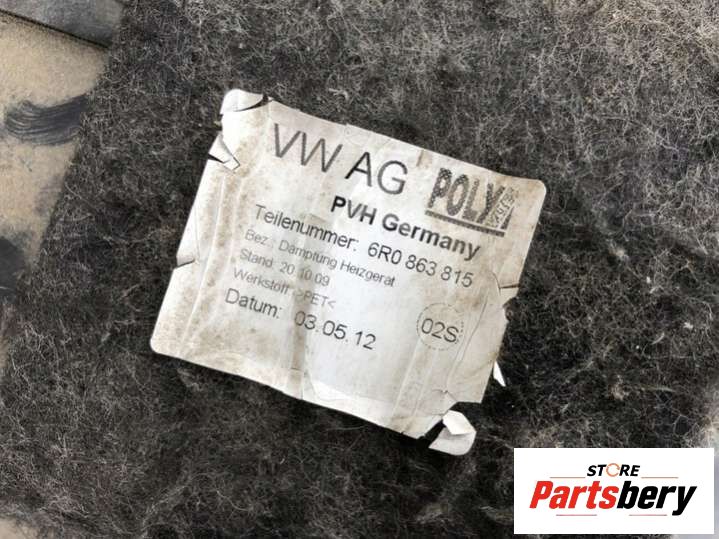 VW AG
POLY
PVH Germany
Teilenummer: 6R0 863 815
Bez.: Dämpfung Heizgerät
Stand: 20.10.09
Werkstoff: >PET<
Datum: 03.05.12
02S
STORE
Partsbery